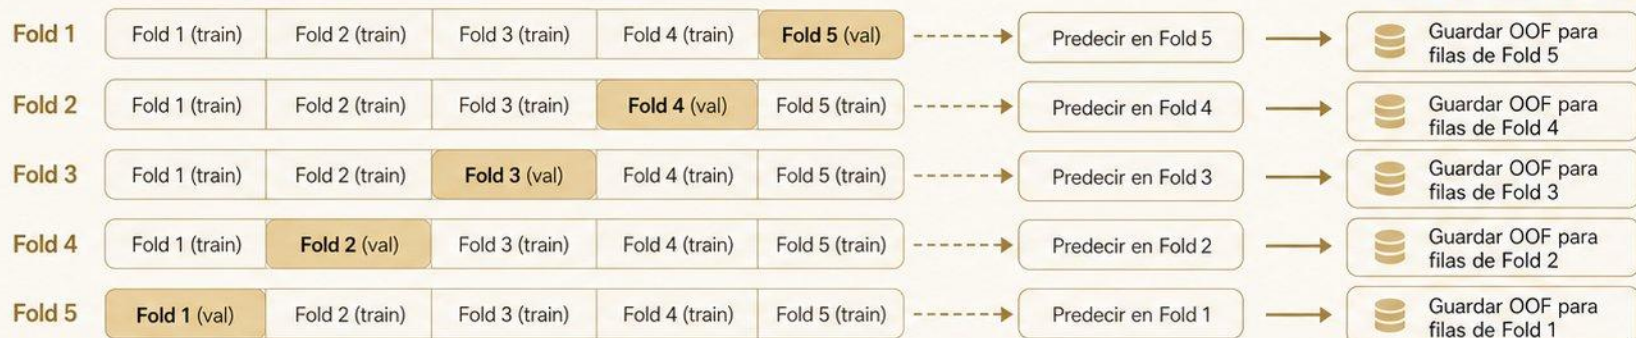 Fold 1 Fold 1 (train) Fold 2 (train) Fold 3 (train) Fold 4 (train) Fold 5 (val) Predecir en Fold 5 Guardar OOF para
filas de Fold 5
Fold 2 Fold 1 (train) Fold 2 (train) Fold 3 (train) Fold 4 (val) Fold 5 (train) Predecir en Fold 4 Guardar OOF para
filas de Fold 4
Fold 3 Fold 1 (train) Fold 2 (train) Fold 3 (val) Fold 4 (train) Fold 5 (train) Predecir en Fold 3 Guardar OOF para
filas de Fold 3
Fold 4 Fold 1 (train) Fold 2 (val) Fold 3 (train) Fold 4 (train) Fold 5 (train) Predecir en Fold 2 Guardar OOF para
filas de Fold 2
Fold 5 Fold 1 (val) Fold 2 (train) Fold 3 (train) Fold 4 (train) Fold 5 (train) Predecir en Fold 1 Guardar OOF para
filas de Fold 1